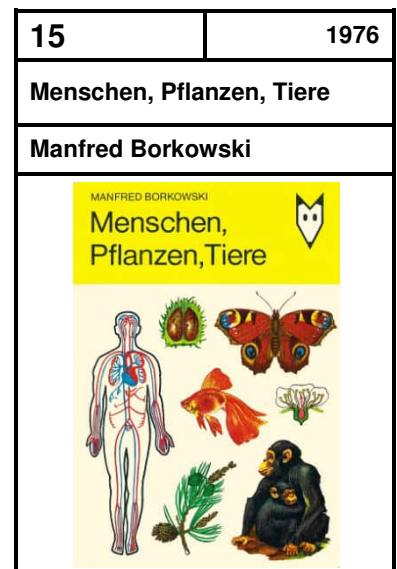 15
1976
Menschen, Pflanzen, Tiere
Manfred Borkowski
MANFRED BORKOWSKI
Menschen,
Pflanzen,Tiere